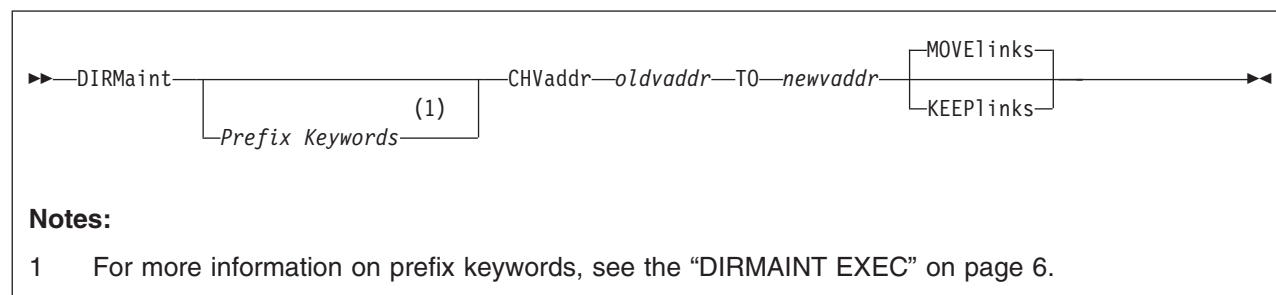 MOVElinks
DIRMaint CHVaddr oldvaddr TO newvaddr
(1) KEEPlinks
Prefix Keywords
Notes:
1 For more information on prefix keywords, see the “DIRMAINT EXEC” on page 6.